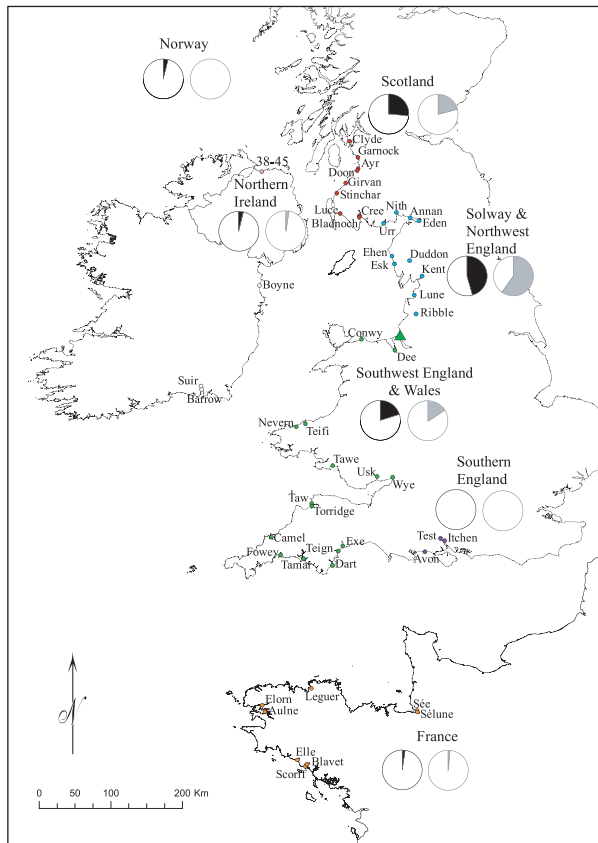 Norway
Scotland
Clyde
Garnock
Ayr
Doon
Girvan
Stinchar
38-45
Northern
Ireland
Luce
Cree
Bladnoch
Nith
Annan
Eden
Urr
Solway &
Northwest
England
Ehen
Esk
Duddon
Kent
Lune
Ribble
Boyne
Conwy
Dee
Suir
Barrow
Southwest England
& Wales
Nevern
Teifi
Tawe
Usk
Wye
Southern
England
Taw
Torridge
Camel
Fowey
Teign
Exe
Tamar
Dart
Test
Itchen
Avon
Leguer
Elorn
Aulne
Sée
Sélune
Elle
Blavet
Scorff
France
N
0 50 100 200 Km